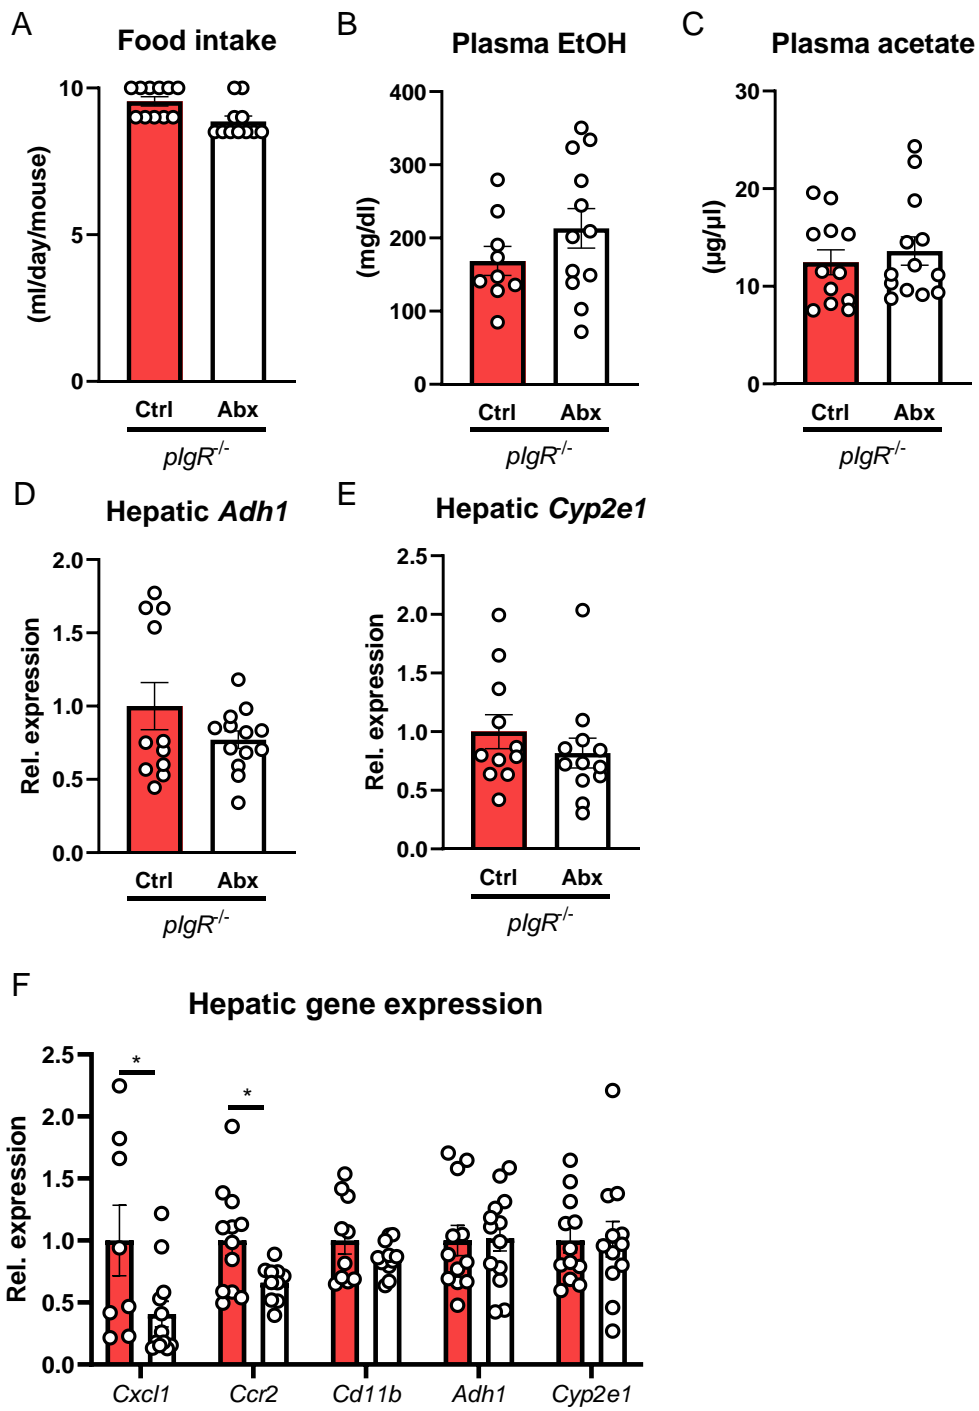 A
Food intake
(ml/day/mouse)
10
5
0
Ctrl Abx
pIgR-/-
B
Plasma EtOH
(mg/dl)
400
300
200
100
0
Ctrl Abx
pIgR-/-
C
Plasma acetate
(µg/µl)
30
20
10
0
Ctrl Abx
pIgR-/-
D
Hepatic Adh1
Rel. expression
2.0
1.5
1.0
0.5
0.0
Ctrl Abx
pIgR-/-
E
Hepatic Cyp2e1
Rel. expression
2.5
2.0
1.5
1.0
0.5
0.0
Ctrl Abx
pIgR-/-
F
Hepatic gene expression
Rel. expression
2.5
2.0
1.5
1.0
0.5
0.0
*
*
Cxcl1 Ccr2 Cd11b Adh1 Cyp2e1